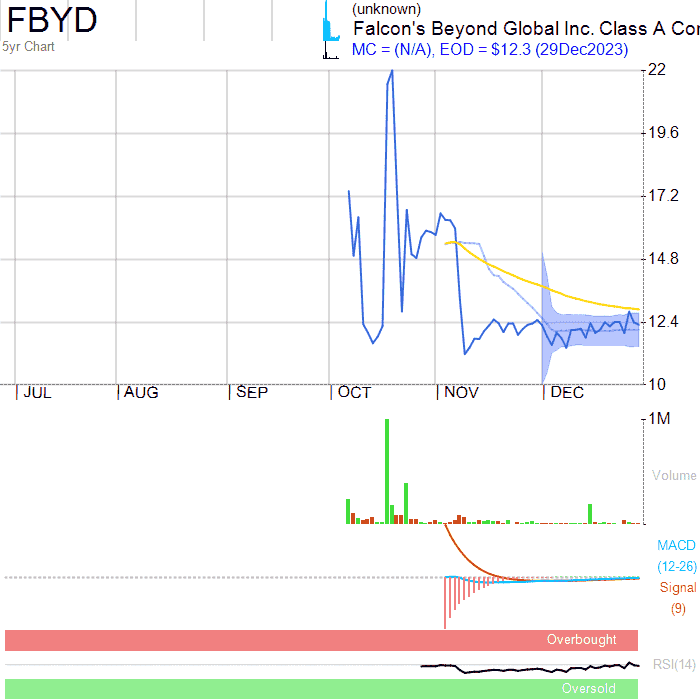 FBYD
(unknown)
Falcon's Beyond Global Inc. Class A Cor
5yr Chart
MC = (N/A), EOD = $12.3 (29Dec2023)
22
19.6
17.2
14.8
12.4
10
JUL
AUG
SEP
OCT
NOV
DEC
1M
Volume
MACD
(12-26)
Signal
(9)
Overbought
RSI(14)
Oversold